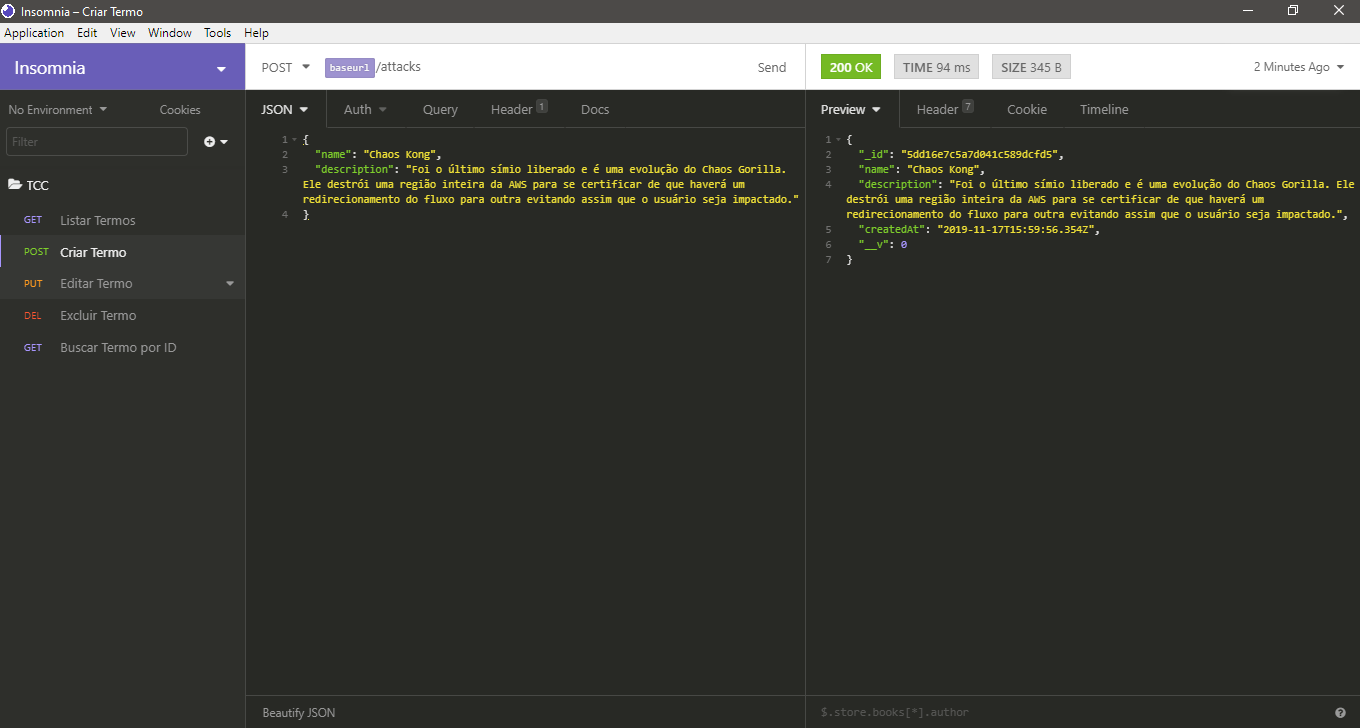 Insomnia – Criar Termo
Application Edit View Window Tools Help
Insomnia
POST baseurl/attacks Send
200 OK TIME 94 ms SIZE 345 B 2 Minutes Ago
No Environment Cookies
JSON Auth Query Header 1 Docs
Preview Header 7 Cookie Timeline
Filter
TCC
GET Listar Termos
POST Criar Termo
PUT Editar Termo
DEL Excluir Termo
GET Buscar Termo por ID
1 {
2 "name": "Chaos Kong",
3 "description": "Foi o último símio liberado e é uma evolução do Chaos Gorilla.
Ele destrói uma região inteira da AWS para se certificar de que haverá um
redirecionamento do fluxo para outra evitando assim que o usuário seja impactado."
4 }
1 {
2 "_id": "5dd16e7c5a7d041c589dcfd5",
3 "name": "Chaos Kong",
4 "description": "Foi o último símio liberado e é uma evolução do Chaos Gorilla. Ele
destrói uma região inteira da AWS para se certificar de que haverá um
redirecionamento do fluxo para outra evitando assim que o usuário seja impactado.",
5 "createdAt": "2019-11-17T15:59:56.354Z",
6 "__v": 0
7 }
Beautify JSON
$.store.books[*].author